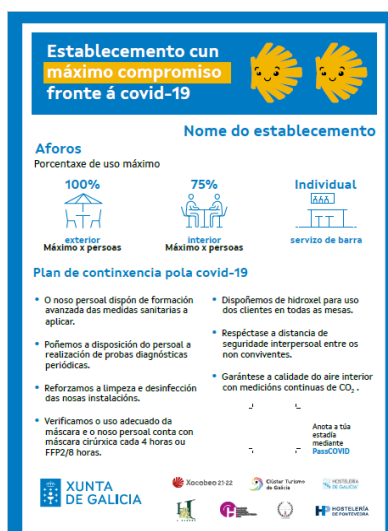 Establecemento cun
máximo compromiso
fronte á covid-19
Nome do establecemento
Aforos
Porcentaxe de uso máximo
100%
exterior
Máximo x persoas
75%
interior
Máximo x persoas
Individual
servizo de barra
Plan de continxencia pola covid-19
• O noso persoal dispón de formación
avanzada das medidas sanitarias a
aplicar.
• Poñemos a disposición do persoal a
realización de probas diagnósticas
periódicas.
• Reforzamos a limpeza e desinfección
das nosas instalacións.
• Verificamos o uso adecuado da
máscara e o noso persoal conta con
máscara cirúrxica cada 4 horas ou
FFP2/8 horas.
• Dispoñemos de hidroxel para uso
dos clientes en todas as mesas.
• Respéctase a distancia de
seguridade interpersoal entre os
non conviventes.
• Garántese a calidade do aire interior
con medicións continuas de CO₂.
Anota a túa
estadía
mediante
PassCOVID
XUNTA
DE GALICIA
Xacobeo 21·22
Clúster Turismo
de Galicia
HOSTELERÍA
DE GALICIA
HOSTELERÍA
DE PONTEVEDRA